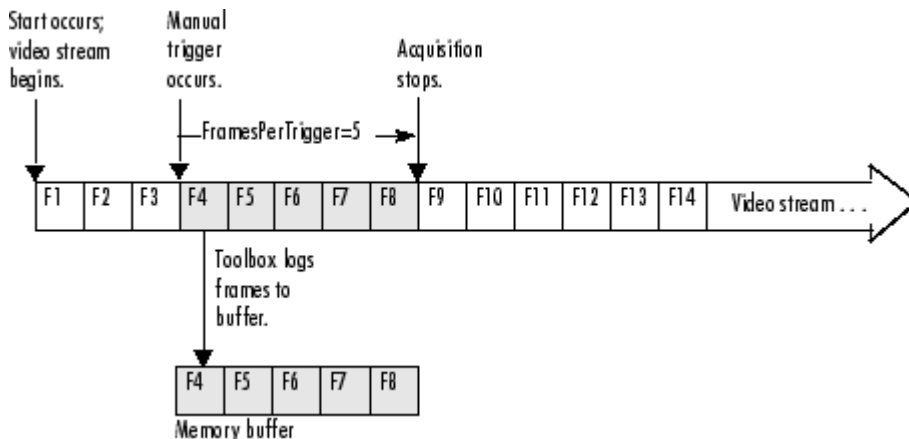 Start occurs;
video stream
begins.
Manual
trigger
occurs.
Acquisition
stops.
FramesPerTrigger=5
F1 F2 F3 F4 F5 F6 F7 F8 F9 F10 F11 F12 F13 F14 Video stream . . .
Toolbox logs
frames to
buffer.
F4 F5 F6 F7 F8
Memory buffer